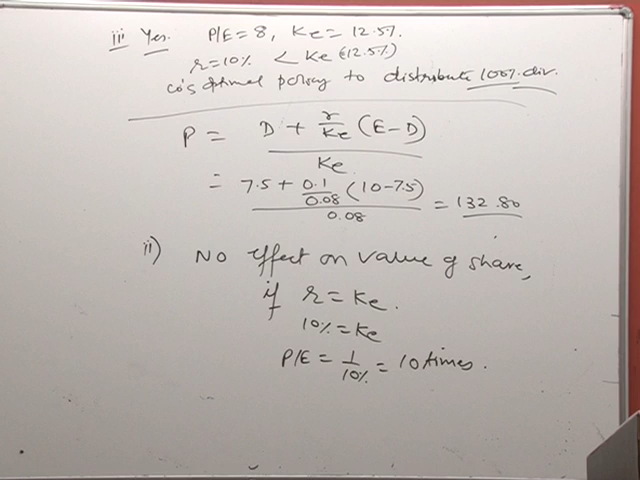 iii Yes. P/E = 8, Ke = 12.5%.
r = 10% < Ke (12.5%)
co's optimal policy to distribute 100% div.
P = D + r/Ke (E-D)
Ke
= 7.5 + 0.1/0.08 (10-7.5) = 132.80
0.08
ii) No effect on value of share,
if r = Ke.
10% = Ke
P/E = 1/10% = 10 times.